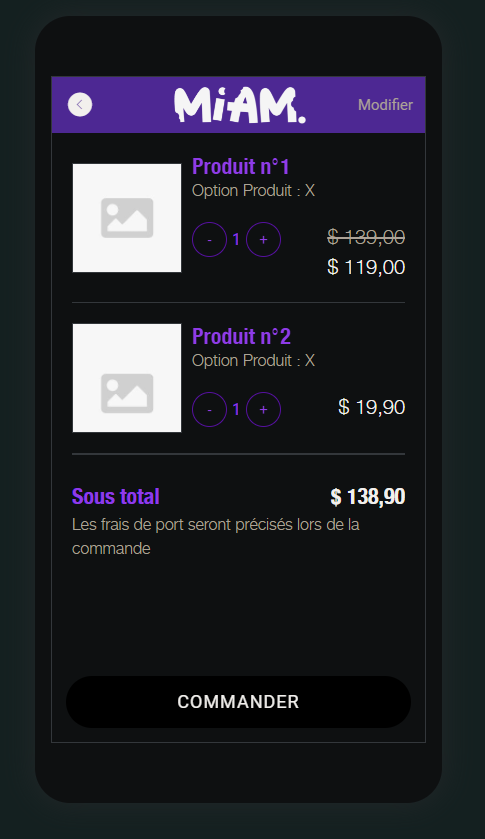 MiAM.
Modifier
Produit n°1
Option Produit : X
- 1 +
$ 139,00
$ 119,00
Produit n°2
Option Produit : X
- 1 +
$ 19,90
Sous total
$ 138,90
Les frais de port seront précisés lors de la
commande
COMMANDER